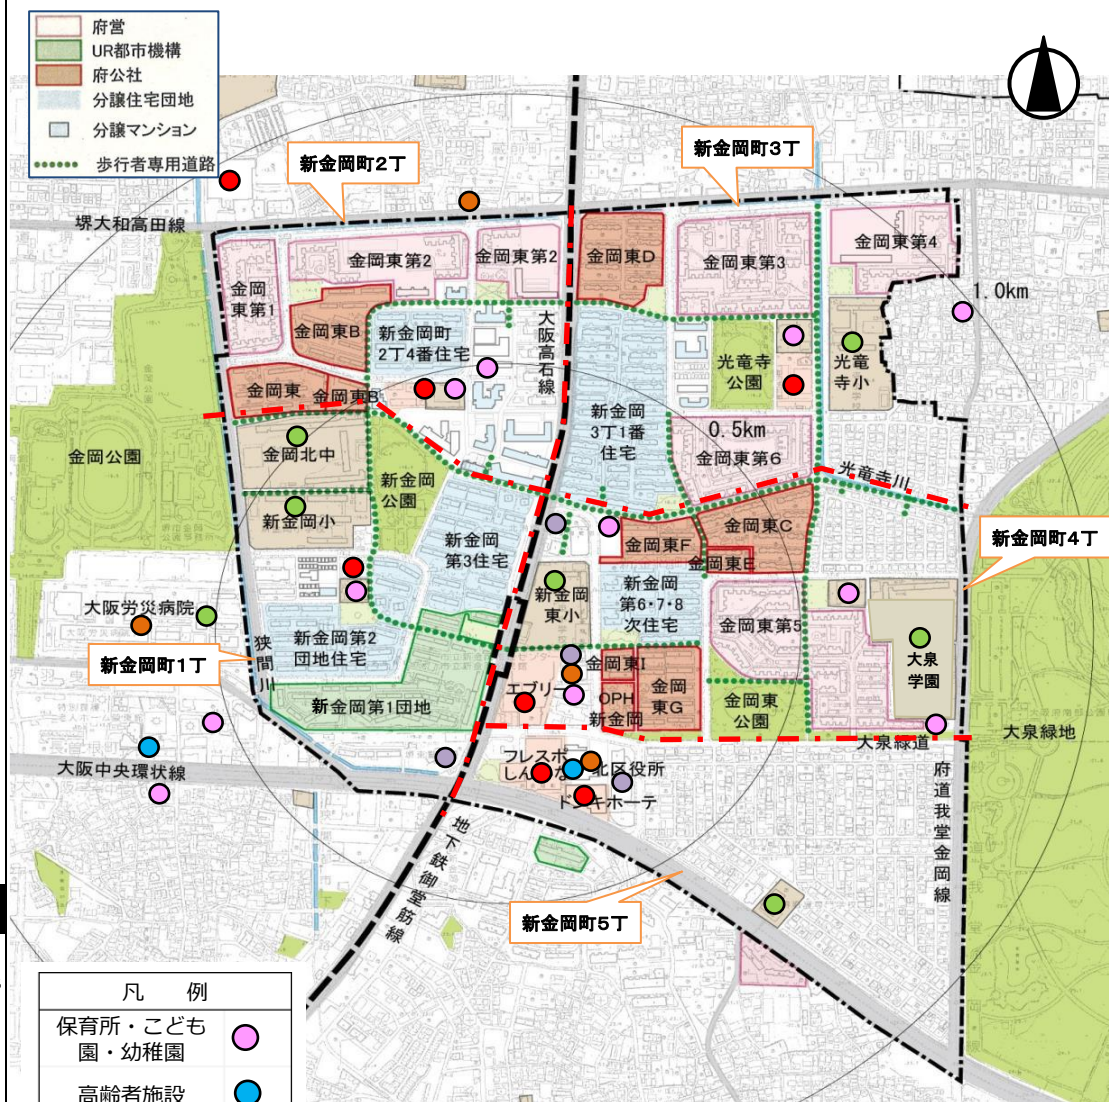 府営
UR都市機構
府公社
分譲住宅団地
分譲マンション
歩行者専用道路
新金岡町2丁
新金岡町3丁
堺大和高田線
金岡東第2
金岡東第2
金岡東D
金岡東第3
金岡東第4
金岡
東第1
金岡東B
新金岡町
2丁4番住宅
大阪高石線
1.0km
光竜寺
公園
光竜
寺小
金岡東
金岡東B
新金岡
3丁1番
住宅
0.5km
金岡東第6
金岡公園
金岡北中
新金岡
公園
光竜寺川
新金岡小
新金岡
第3住宅
金岡東C
金岡東F
金岡東E
新金岡町4丁
大阪労災病院
新金岡
東小
新金岡
第6・7・8
次住宅
金岡東第5
新金岡町1丁
狭間川
新金岡第2
団地住宅
大泉
学園
金岡東I
エブリー
OPH
新金岡
金岡
東G
金岡東
公園
新金岡第1団地
大泉緑道
大泉緑地
大阪中央環状線
フレスポ
しんかな
北区役所
ドンキホーテ
府道我堂金岡線
地下鉄御堂筋線
新金岡町5丁
凡 例
保育所・こども
園・幼稚園
高齢者施設